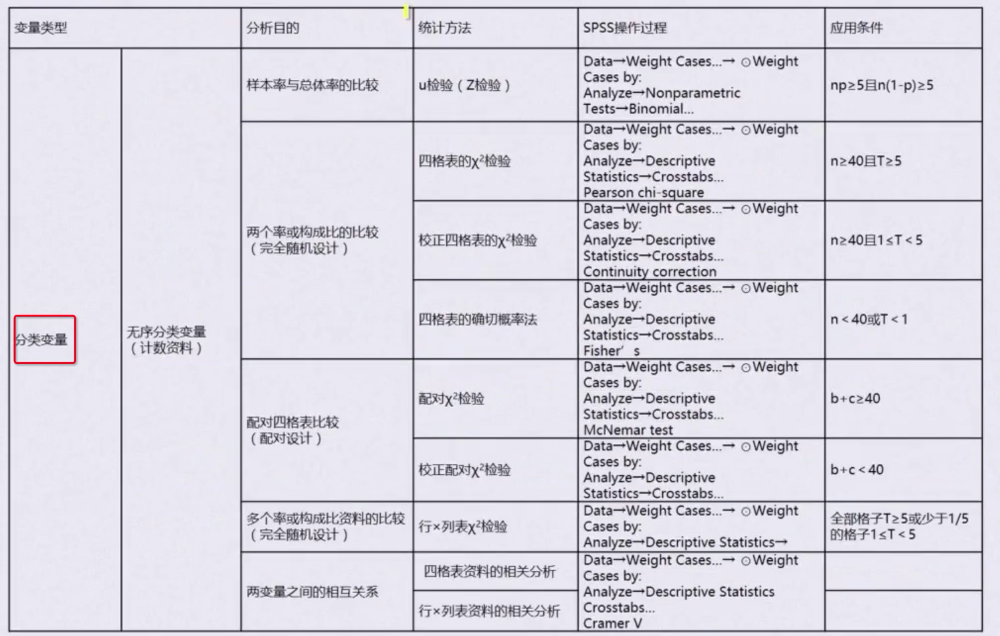 变量类型
分析目的
统计方法
SPSS操作过程
应用条件
分类变量
无序分类变量
（计数资料）
样本率与总体率的比较
u检验（Z检验）
Data→Weight Cases...→ ⊙Weight
Cases by:
Analyze→Nonparametric
Tests→Binomial...
np≥5且n(1-p)≥5
两个率或构成比的比较
（完全随机设计）
四格表的χ²检验
Data→Weight Cases...→ ⊙Weight
Cases by:
Analyze→Descriptive
Statistics→Crosstabs...
Pearson chi-square
n≥40且T≥5
校正四格表的χ²检验
Data→Weight Cases...→ ⊙Weight
Cases by:
Analyze→Descriptive
Statistics→Crosstabs...
Continuity correction
n≥40且1≤T＜5
四格表的确切概率法
Data→Weight Cases...→ ⊙Weight
Cases by:
Analyze→Descriptive
Statistics→Crosstabs...
Fisher′ s
n＜40或T＜1
配对四格表比较
（配对设计）
配对χ²检验
Data→Weight Cases...→ ⊙Weight
Cases by:
Analyze→Descriptive
Statistics→Crosstabs...
McNemar test
b+c≥40
校正配对χ²检验
Data→Weight Cases...→ ⊙Weight
Cases by:
Analyze→Descriptive
Statistics→Crosstabs...
b+c＜40
多个率或构成比资料的比较
（完全随机设计）
行×列表χ²检验
Data→Weight Cases...→ ⊙Weight
Cases by:
Analyze→Descriptive Statistics→
全部格子T≥5或少于1/5
的格子1≤T＜5
两变量之间的相互关系
四格表资料的相关分析
行×列表资料的相关分析
Data→Weight Cases...→ ⊙Weight
Cases by:
Analyze→Descriptive Statistics
Crosstabs...
Cramer V